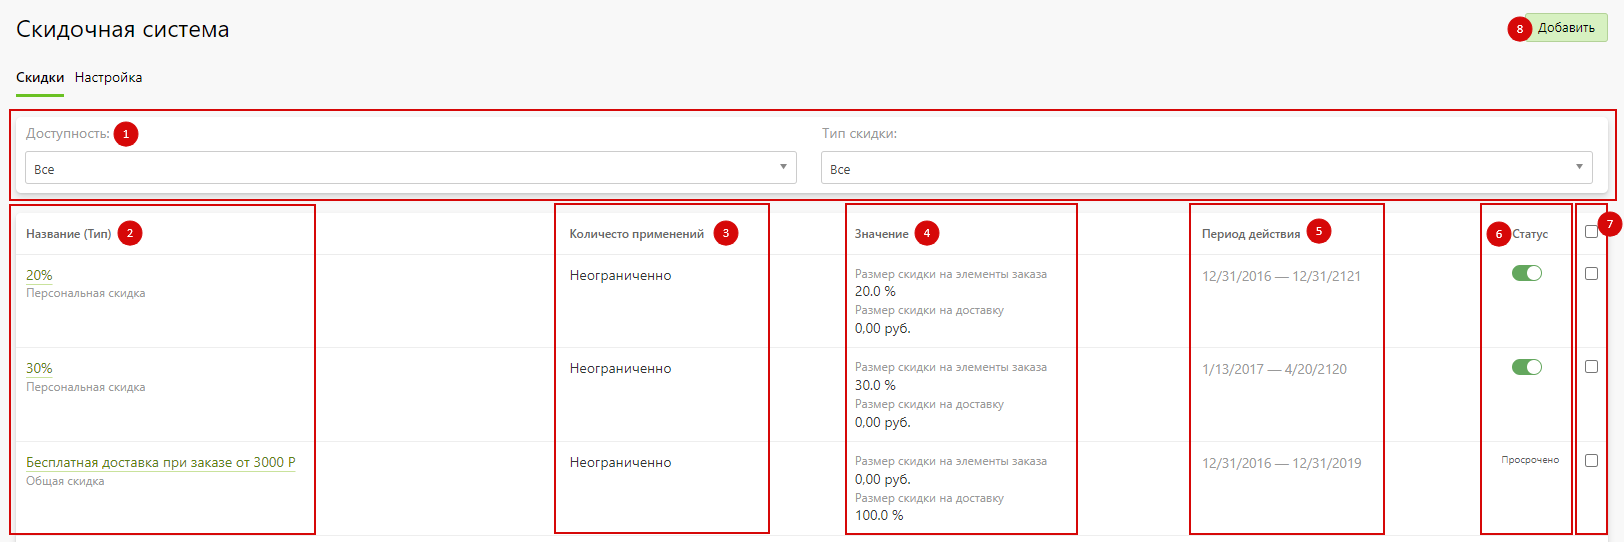 Скидочная система
8 Добавить
Скидки Настройка
Доступность: 1 Тип скидки:
Все Все
Название (Тип) 2 Количесто применений 3 Значение 4 Период действия 5 6 Статус 7
20% Неограниченно Размер скидки на элементы заказа 12/31/2016 — 12/31/2121
Персональная скидка 20.0 %
Размер скидки на доставку
0,00 руб.
30% Неограниченно Размер скидки на элементы заказа 1/13/2017 — 4/20/2120
Персональная скидка 30.0 %
Размер скидки на доставку
0,00 руб.
Бесплатная доставка при заказе от 3000 Р Неограниченно Размер скидки на элементы заказа 12/31/2016 — 12/31/2019 Просрочено
Общая скидка 0,00 руб.
Размер скидки на доставку
100.0 %